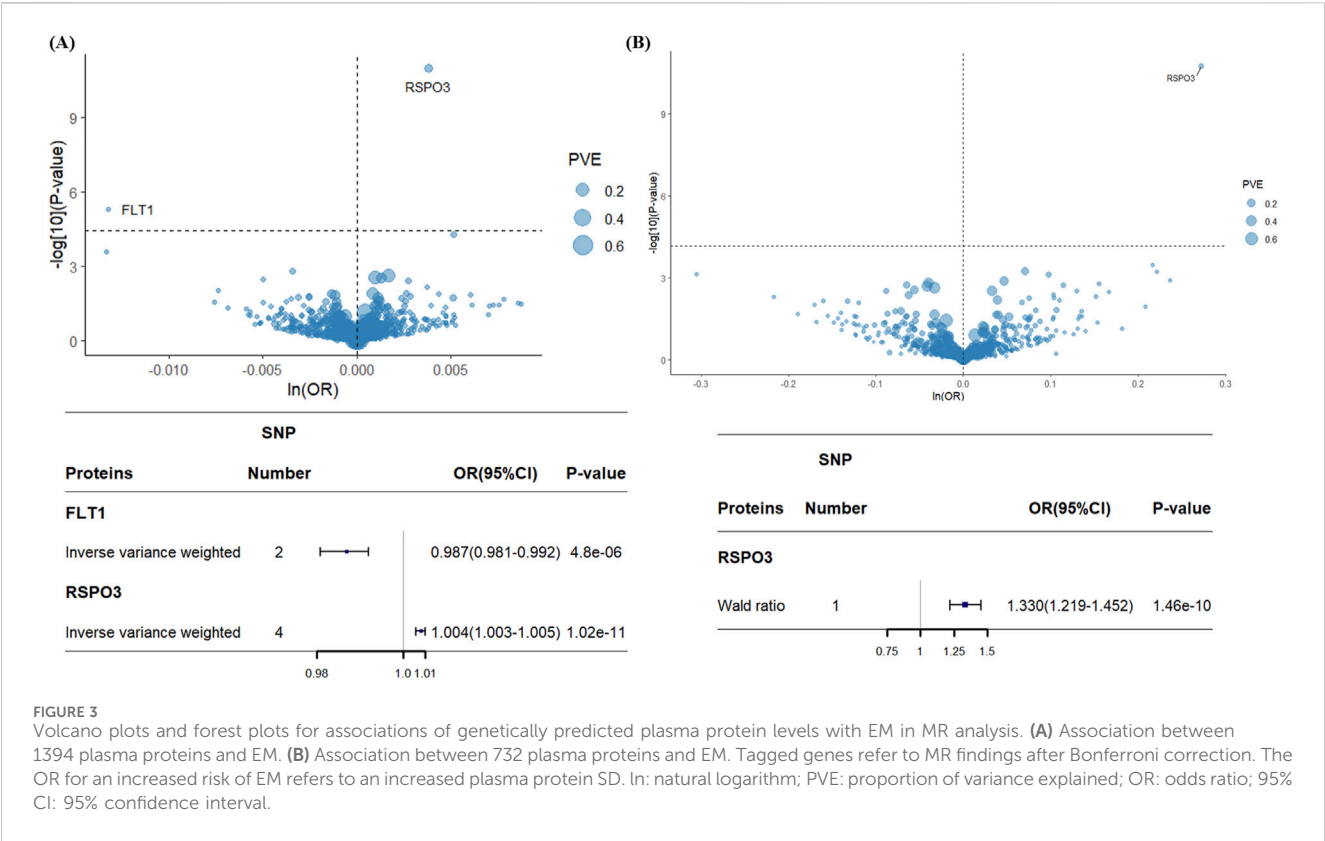 (A)
RSPO3
FLT1
-log[10](P-value)
9
6
3
0
-0.010
-0.005
0.000
0.005
ln(OR)
PVE
0.2
0.4
0.6
SNP
Proteins Number OR(95%CI) P-value
FLT1
Inverse variance weighted 2 0.987(0.981-0.992) 4.8e-06
RSPO3
Inverse variance weighted 4 1.004(1.003-1.005) 1.02e-11
0.98 1.0 1.01
(B)
RSPO3
-log[10](P-value)
9
6
3
0
-0.3
-0.2
-0.1
0.0
0.1
0.2
0.3
ln(OR)
PVE
0.2
0.4
0.6
SNP
Proteins Number OR(95%CI) P-value
RSPO3
Wald ratio 1 1.330(1.219-1.452) 1.46e-10
0.75 1 1.25 1.5
FIGURE 3
Volcano plots and forest plots for associations of genetically predicted plasma protein levels with EM in MR analysis. (A) Association between
1394 plasma proteins and EM. (B) Association between 732 plasma proteins and EM. Tagged genes refer to MR findings after Bonferroni correction. The
OR for an increased risk of EM refers to an increased plasma protein SD. ln: natural logarithm; PVE: proportion of variance explained; OR: odds ratio; 95%
CI: 95% confidence interval.